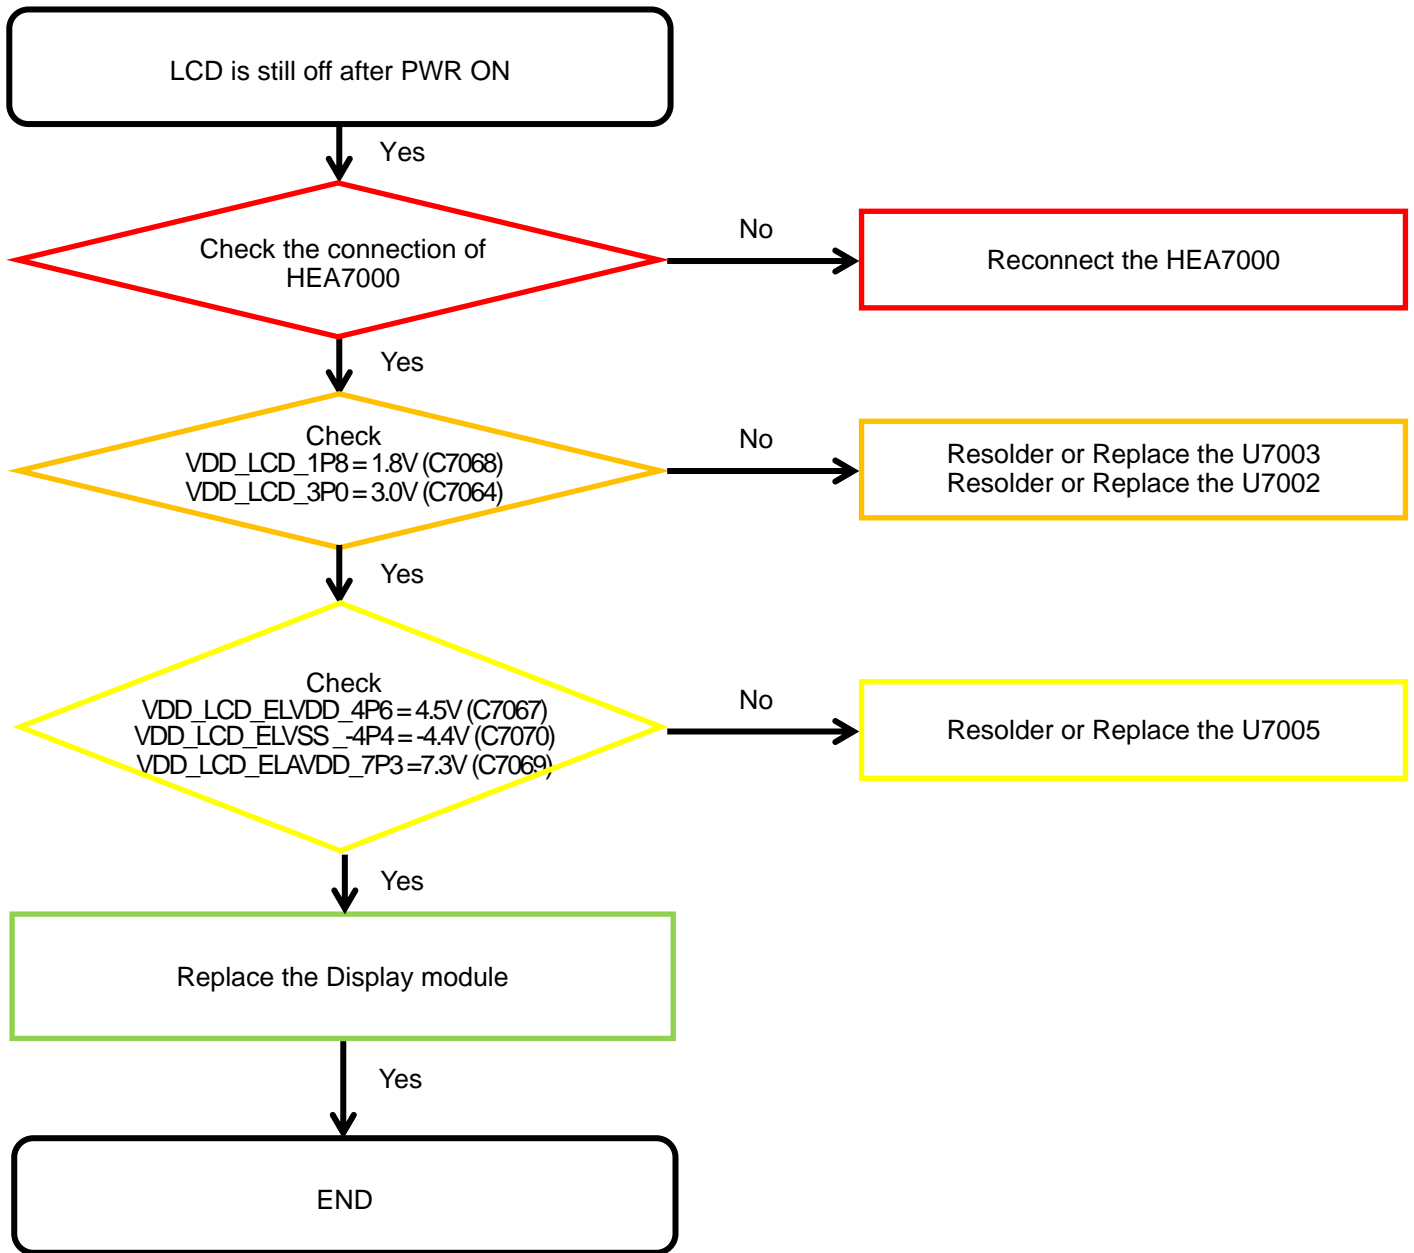 LCD is still off after PWR ON
Yes
Check the connection of
HEA7000
No
Reconnect the HEA7000
Yes
Check
VDD_LCD_1P8 = 1.8V (C7068)
VDD_LCD_3P0 = 3.0V (C7064)
No
Resolder or Replace the U7003
Resolder or Replace the U7002
Yes
Check
VDD_LCD_ELVDD_4P6 = 4.5V (C7067)
VDD_LCD_ELVSS _-4P4 = -4.4V (C7070)
VDD_LCD_ELAVDD_7P3 =7.3V (C7069)
No
Resolder or Replace the U7005
Yes
Replace the Display module
Yes
END